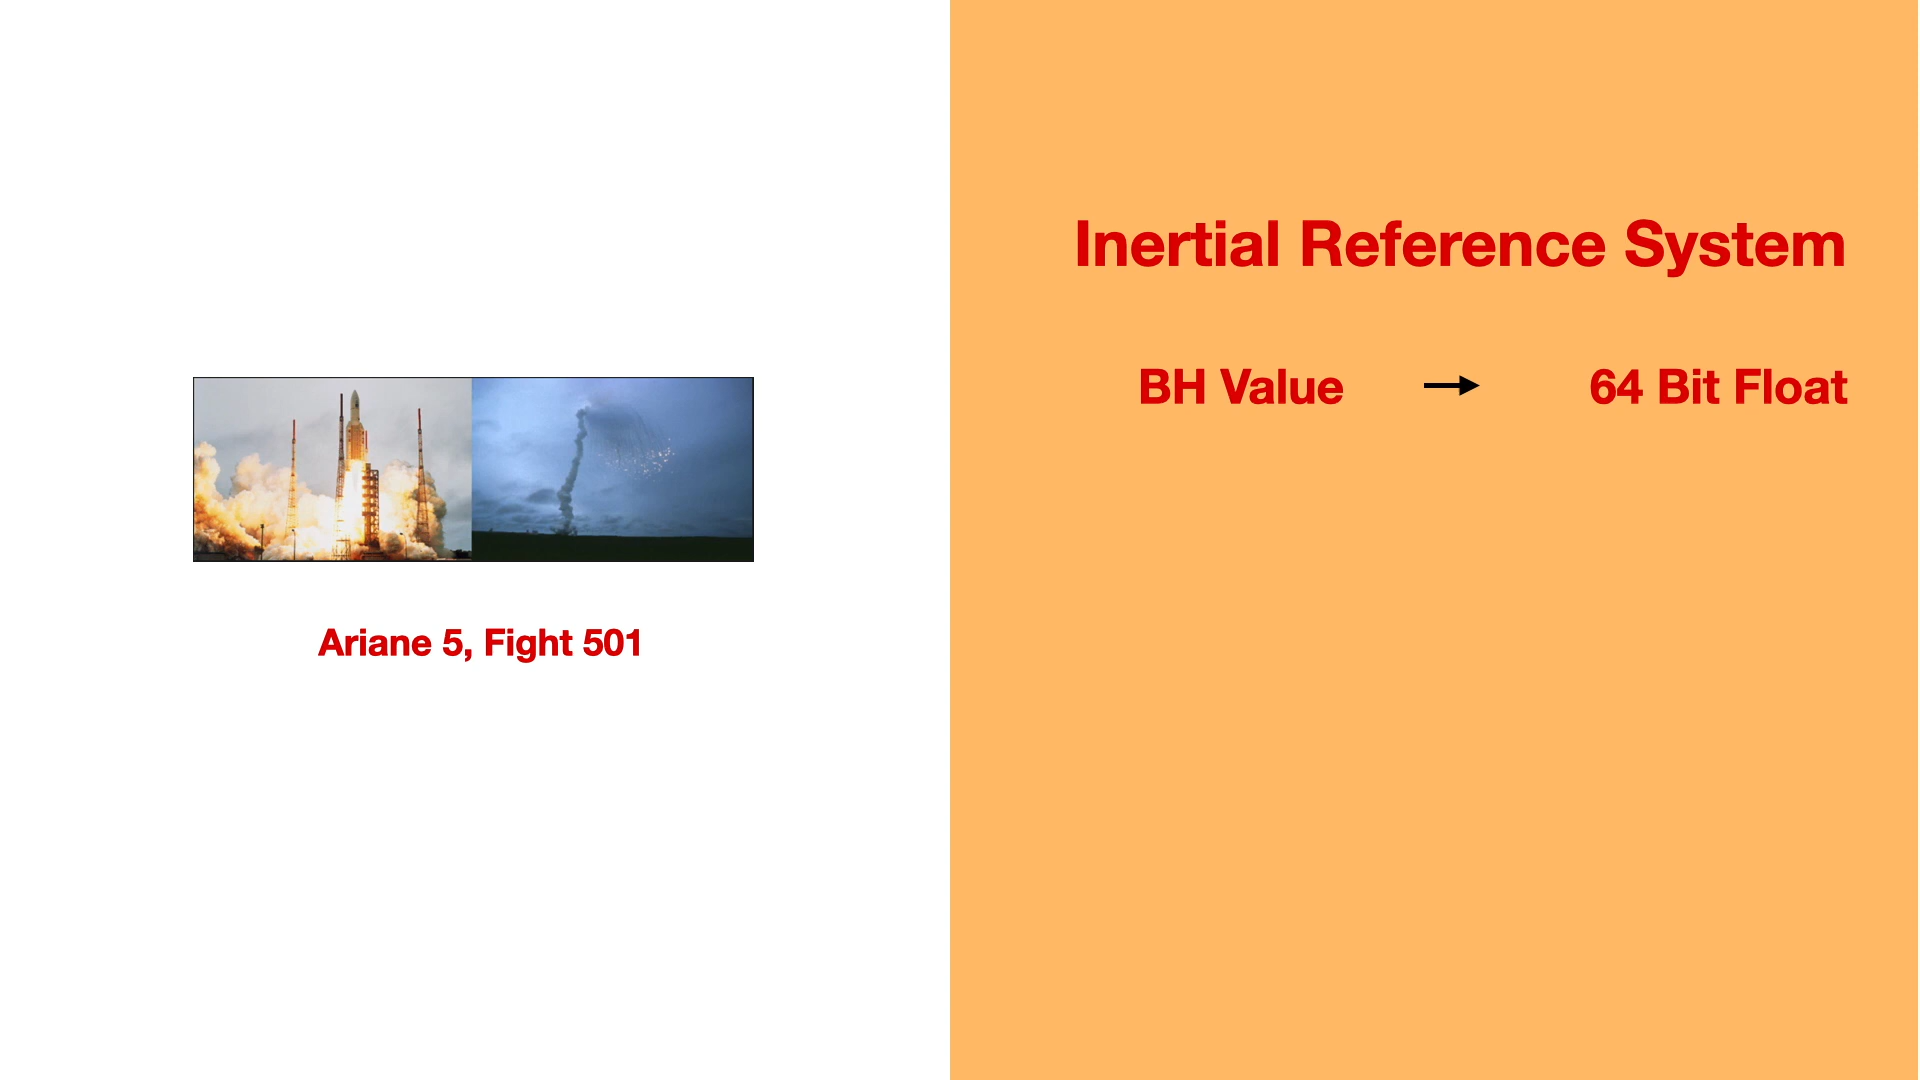 Inertial Reference System
BH Value → 64 Bit Float
Ariane 5, Fight 501